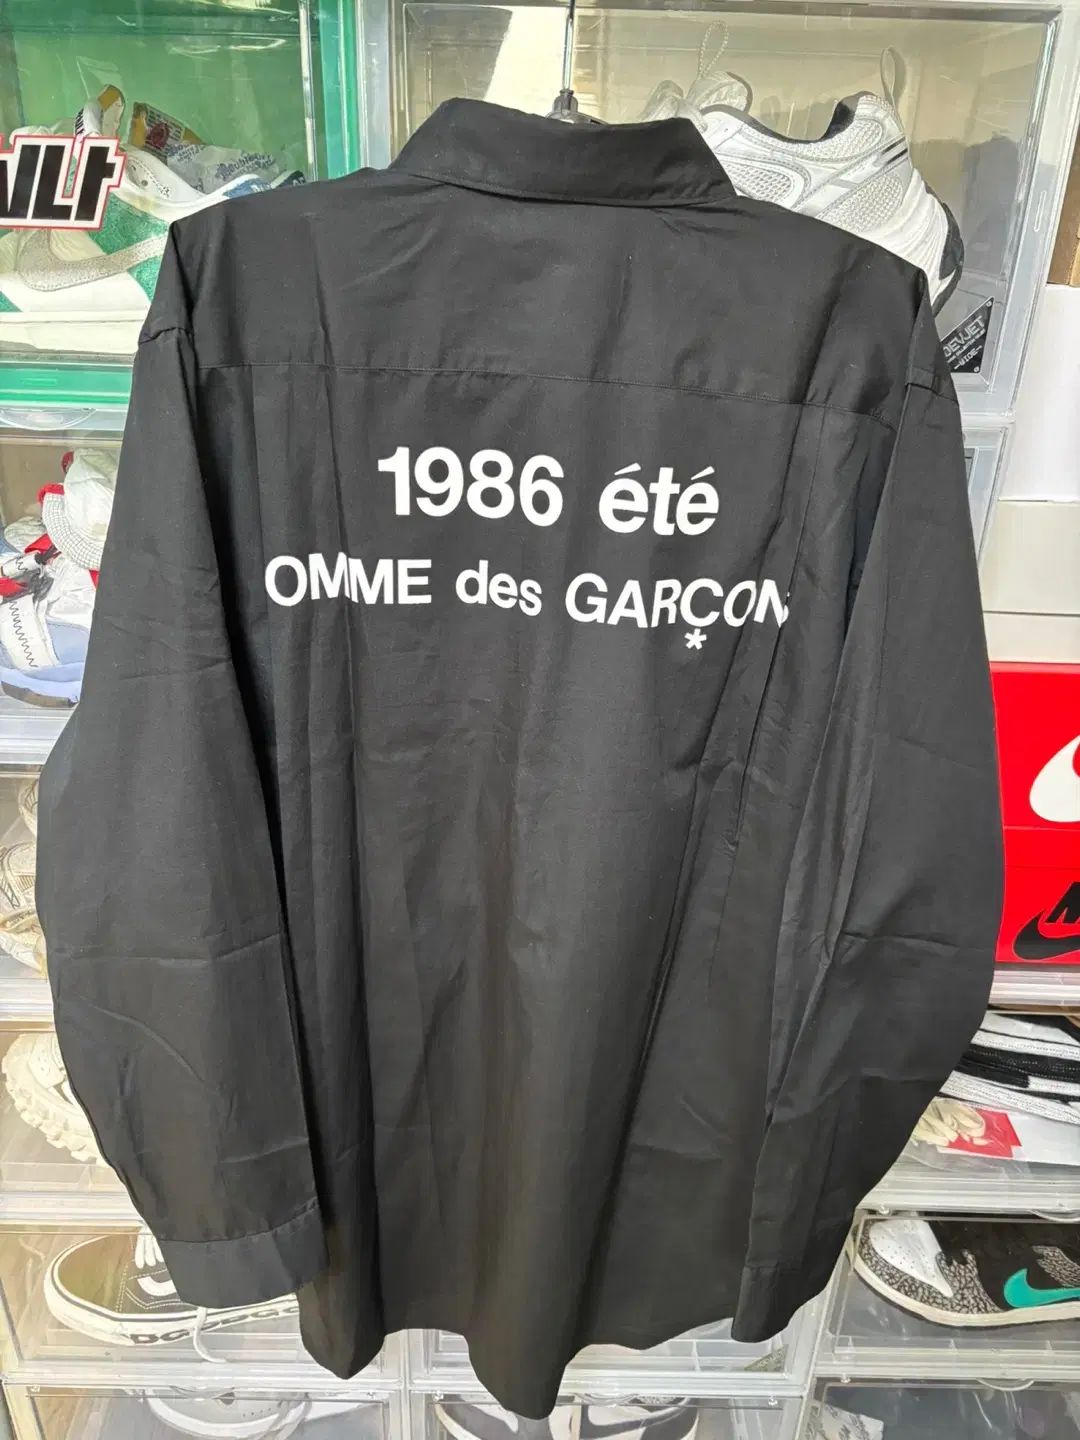 1986 été
OMME des GARÇON
*